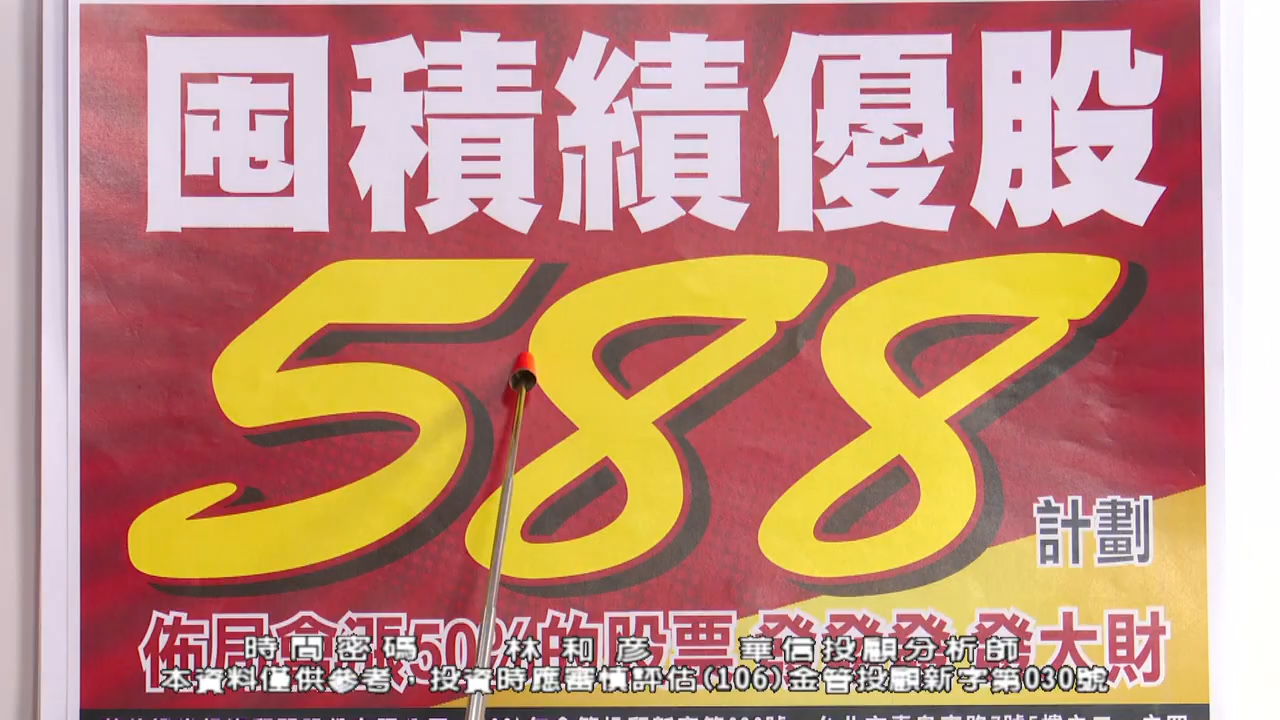 囤積績優股
588
計劃
佈局會漲50%的股票 發發發 發大財
時間密碼 林和彥 華信投顧分析師
本資料僅供參考，投資時應審慎評估(106)金管投顧新字第030號